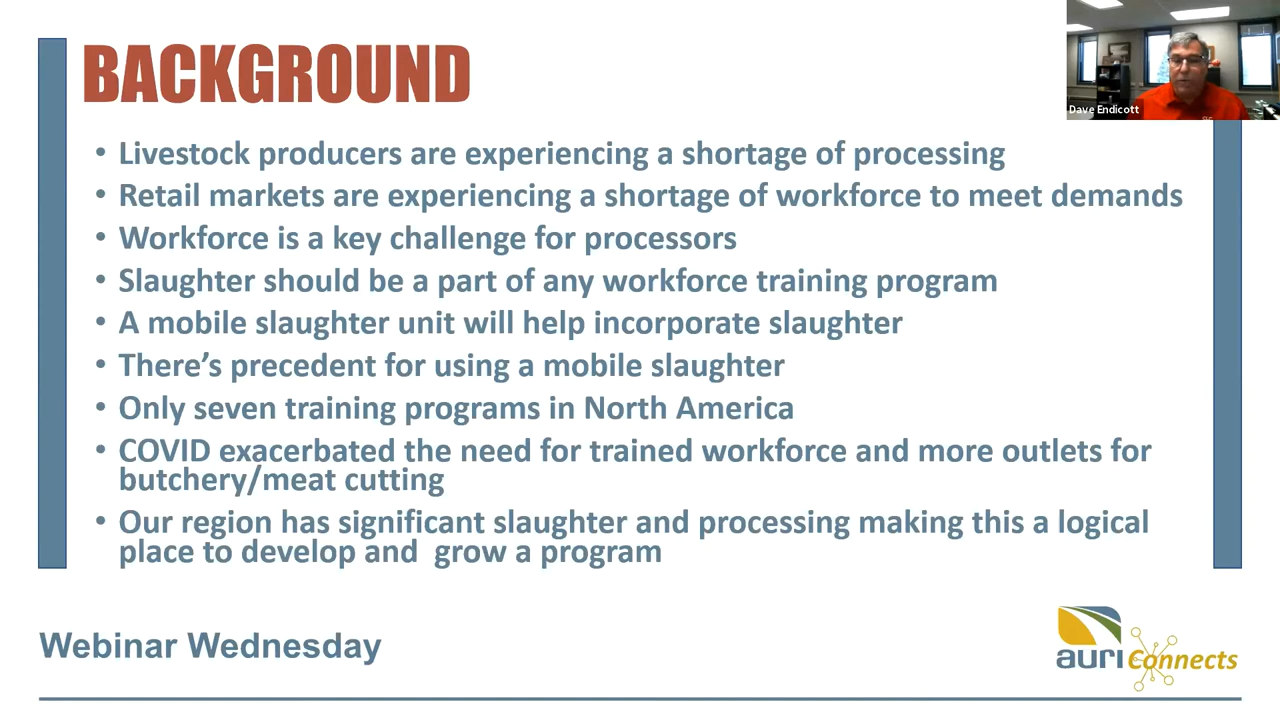 BACKGROUND
Dave Endicott
• Livestock producers are experiencing a shortage of processing
• Retail markets are experiencing a shortage of workforce to meet demands
• Workforce is a key challenge for processors
• Slaughter should be a part of any workforce training program
• A mobile slaughter unit will help incorporate slaughter
• There’s precedent for using a mobile slaughter
• Only seven training programs in North America
• COVID exacerbated the need for trained workforce and more outlets for
butchery/meat cutting
• Our region has significant slaughter and processing making this a logical
place to develop and  grow a program
Webinar Wednesday
auri Connects